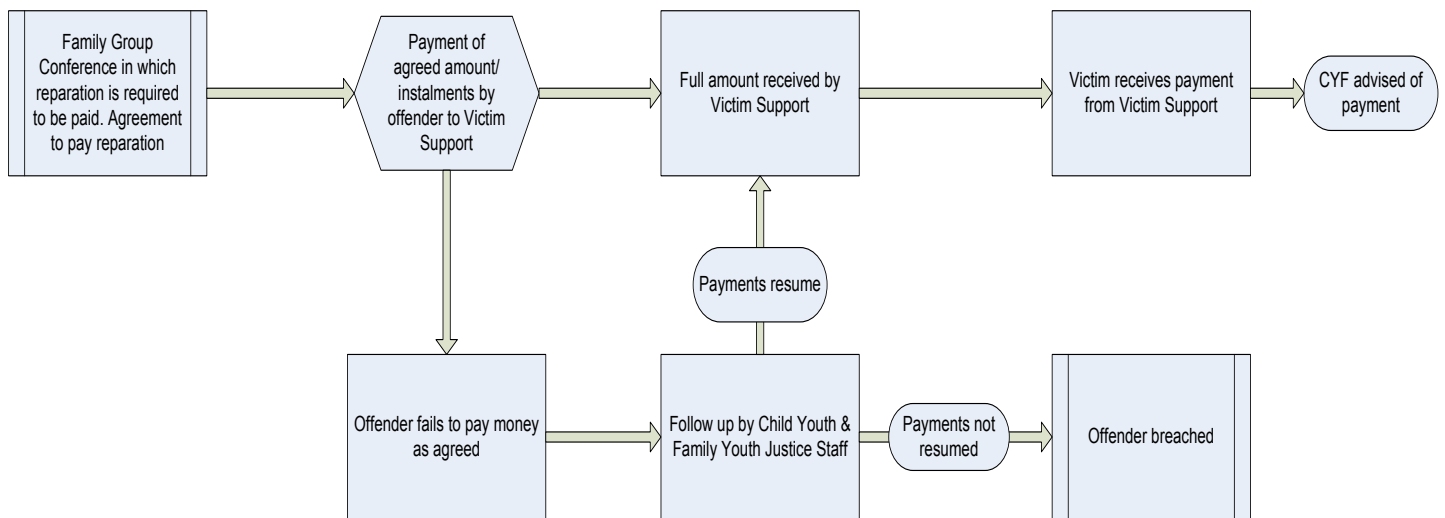 Family Group
Conference in which
reparation is required
to be paid. Agreement
to pay reparation
Payment of
agreed amount/
instalments by
offender to Victim
Support
Full amount received by
Victim Support
Victim receives payment
from Victim Support
CYF advised of
payment
Payments resume
Offender fails to pay money
as agreed
Follow up by Child Youth &
Family Youth Justice Staff
Payments not
resumed
Offender breached